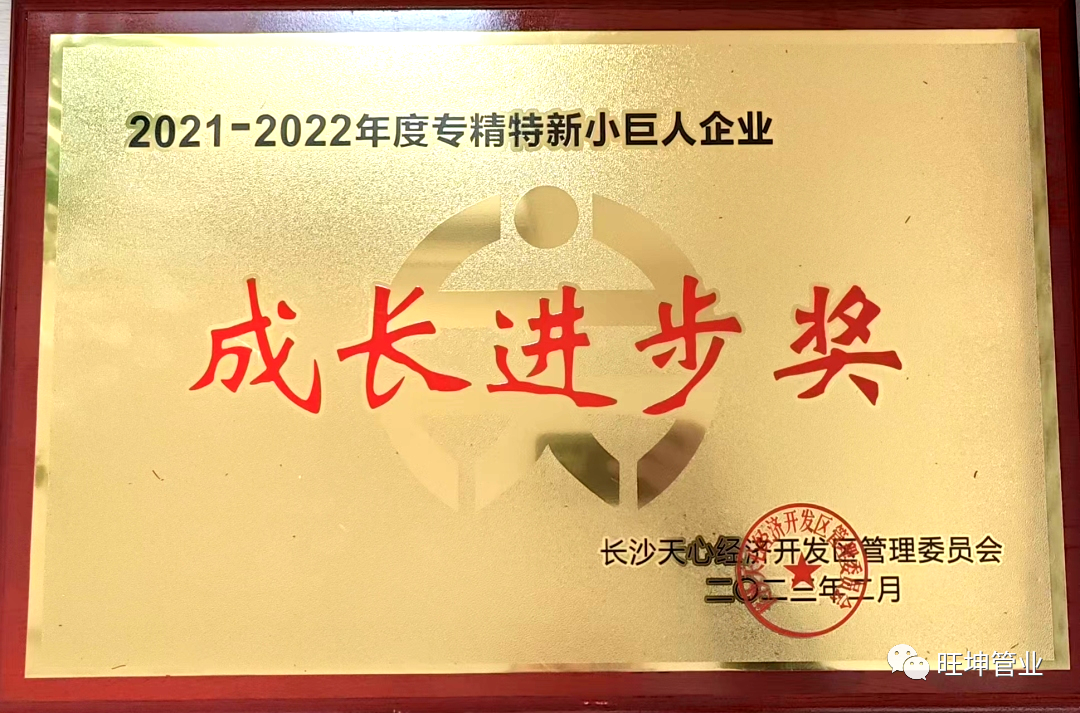 2021-2022年度专精特新小巨人企业
成长进步奖
长沙天心经济开发区管理委员会
二〇二三年二月
旺坤管业